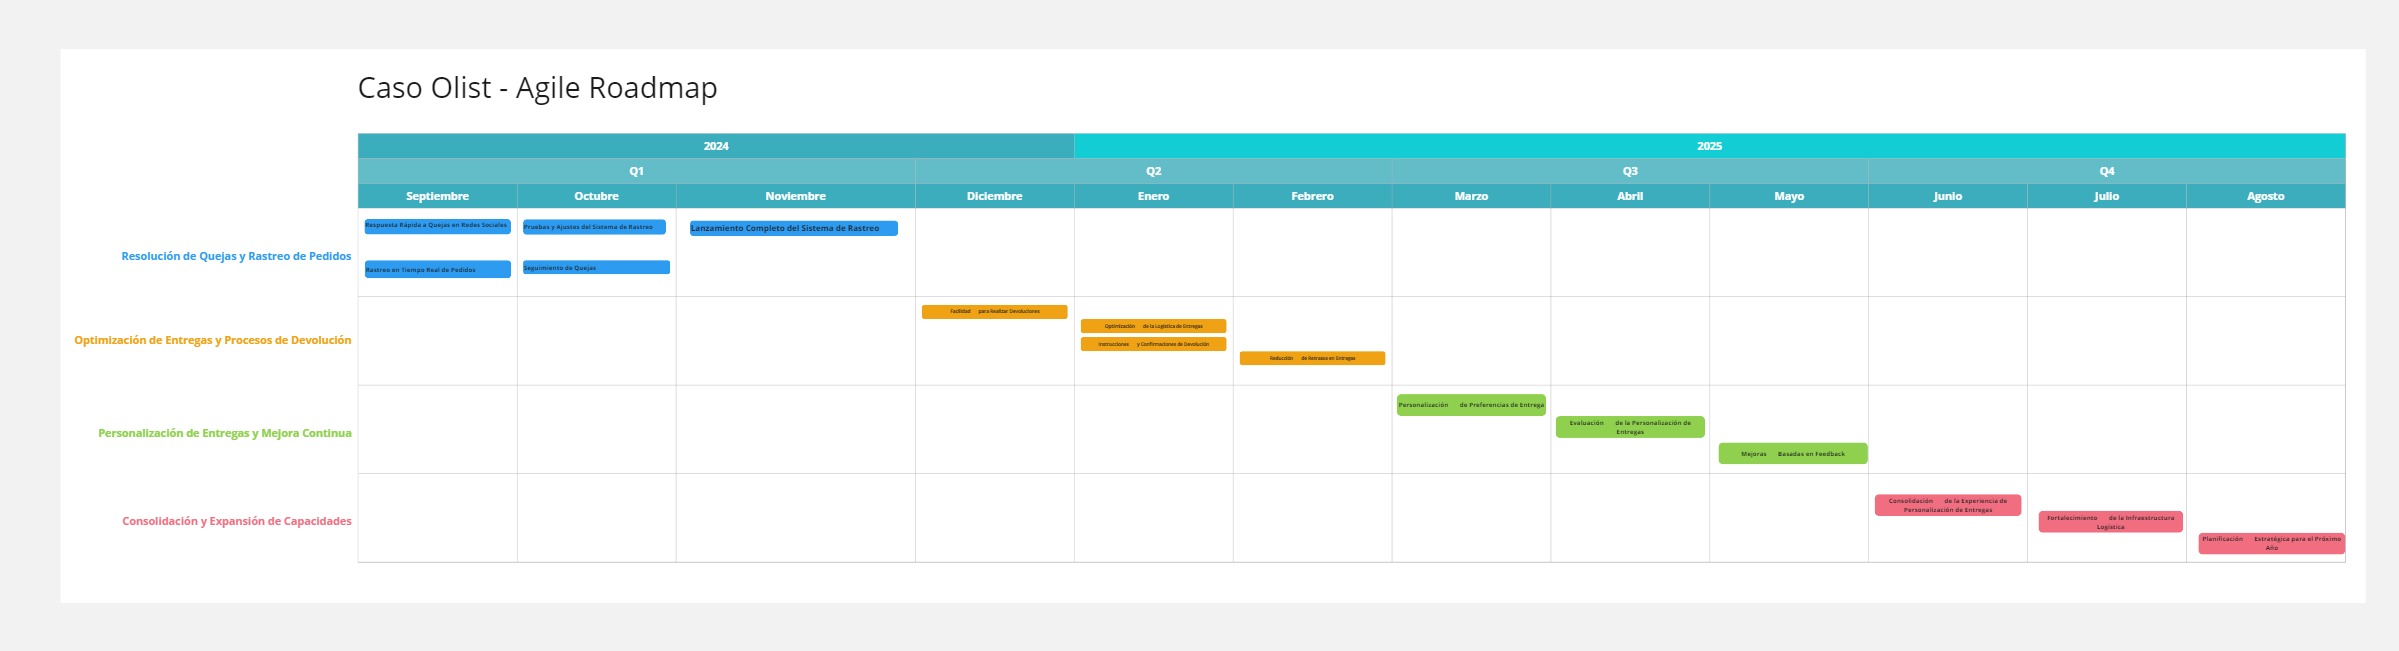 Caso Olist - Agile Roadmap
2024
2025
Q1
Q2
Q3
Q4
Septiembre
Octubre
Noviembre
Diciembre
Enero
Febrero
Marzo
Abril
Mayo
Junio
Julio
Agosto
Resolución de Quejas y Rastreo de Pedidos
Respuesta Rápida a Quejas en Redes Sociales
Pruebas y Ajustes del Sistema de Rastreo
Lanzamiento Completo del Sistema de Rastreo
Rastreo en Tiempo Real de Pedidos
Seguimiento de Quejas
Optimización de Entregas y Procesos de Devolución
Facilidad para Realizar Devoluciones
Optimización de la Logística de Entregas
Instrucciones y Confirmaciones de Devolución
Reducción de Retrasos en Entregas
Personalización de Entregas y Mejora Continua
Personalización de Preferencias de Entrega
Evaluación de la Personalización de
Entregas
Mejoras Basadas en Feedback
Consolidación y Expansión de Capacidades
Consolidación de la Experiencia de
Personalización de Entregas
Fortalecimiento de la Infraestructura
Logística
Planificación Estratégica para el Próximo
Año